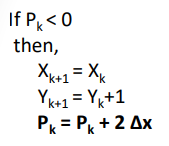 If Pₖ < 0
then,
Xₖ₊₁ = Xₖ
Yₖ₊₁ = Yₖ+1
Pₖ = Pₖ + 2 Δx